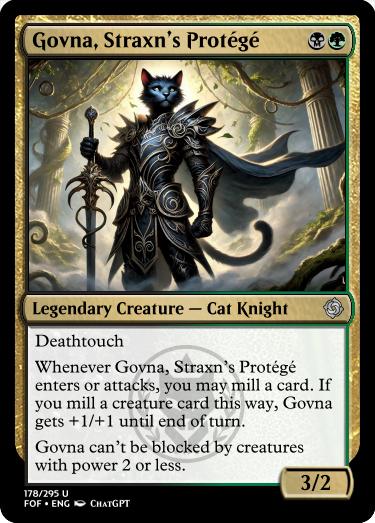 Govna, Straxn's Protégé
Legendary Creature — Cat Knight
Deathtouch
Whenever Govna, Straxn's Protégé
enters or attacks, you may mill a card. If
you mill a creature card this way, Govna
gets +1/+1 until end of turn.
Govna can't be blocked by creatures
with power 2 or less.
3/2
178/295 U
FOF • ENG ChatGPT